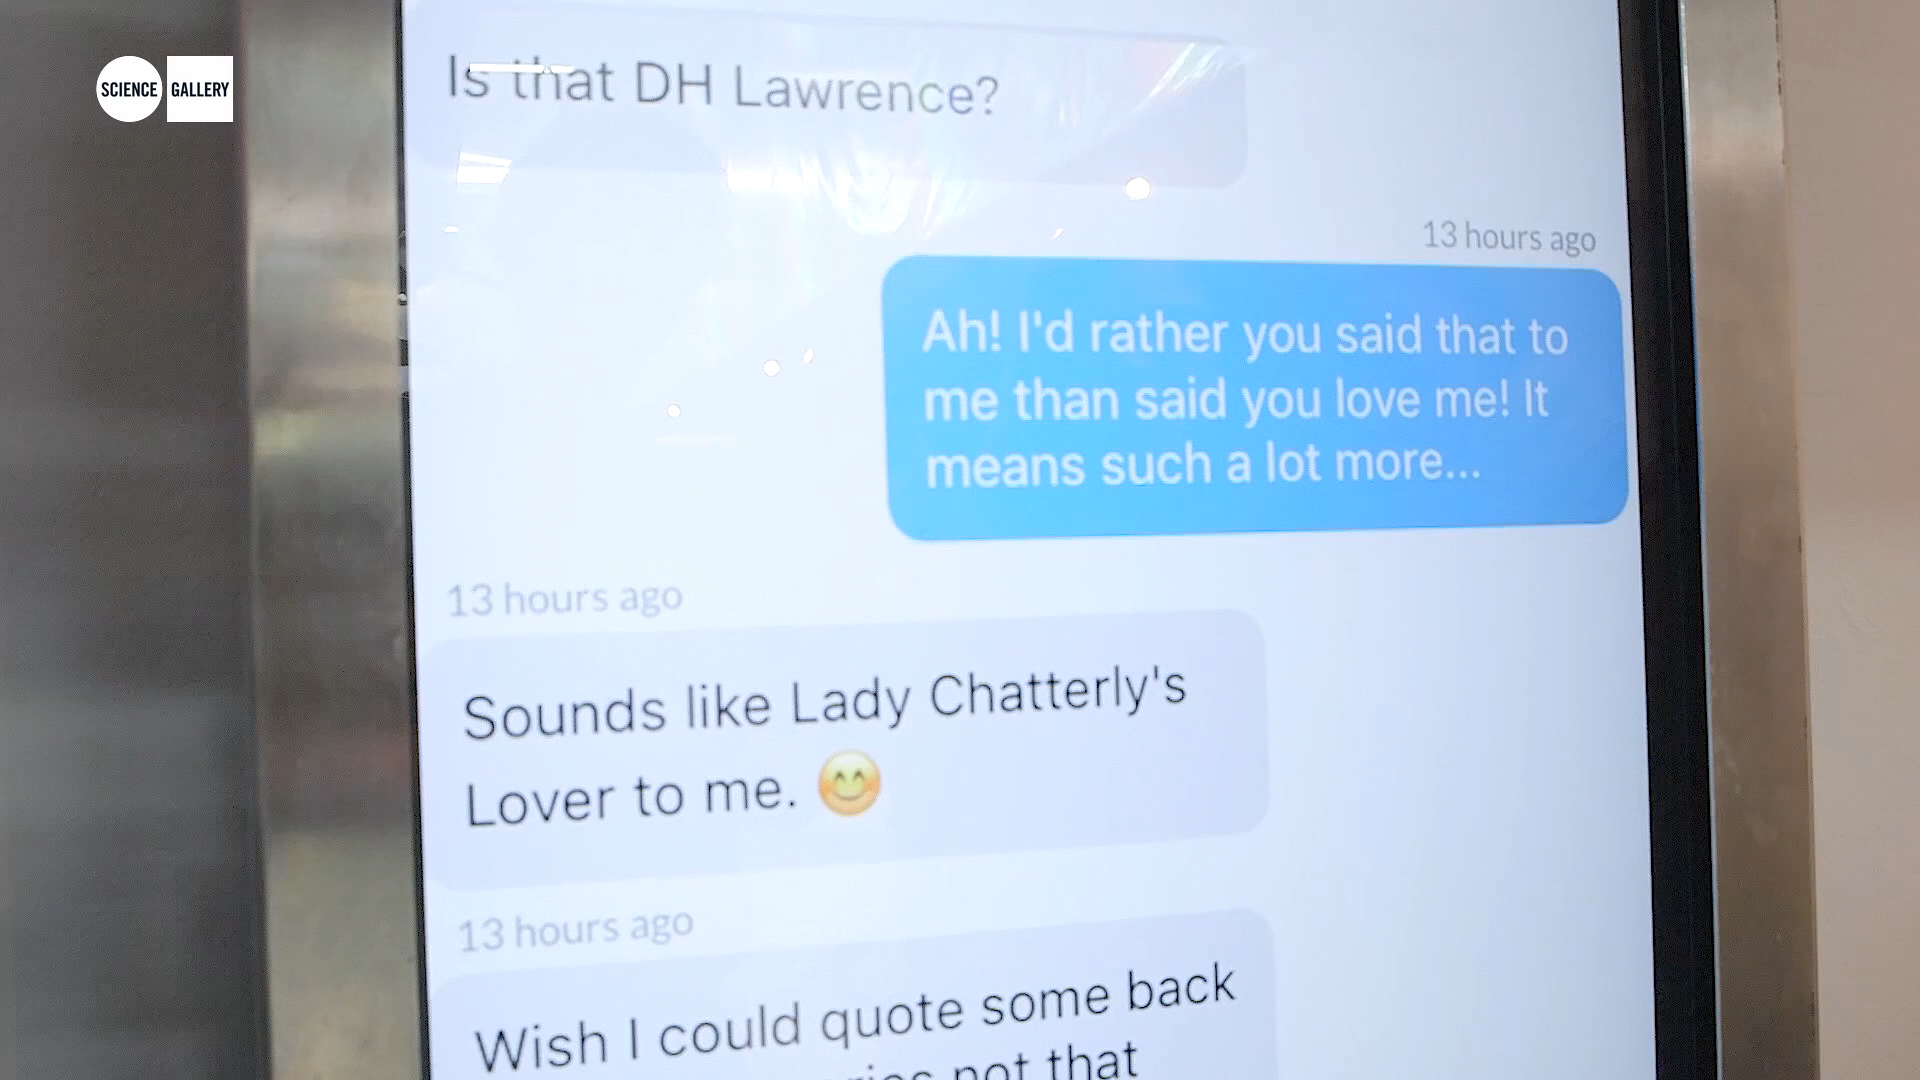 SCIENCE GALLERY
Is that DH Lawrence?
13 hours ago
Ah! I'd rather you said that to
me than said you love me! It
means such a lot more...
13 hours ago
Sounds like Lady Chatterly's
Lover to me. 😊
13 hours ago
Wish I could quote some back
not that